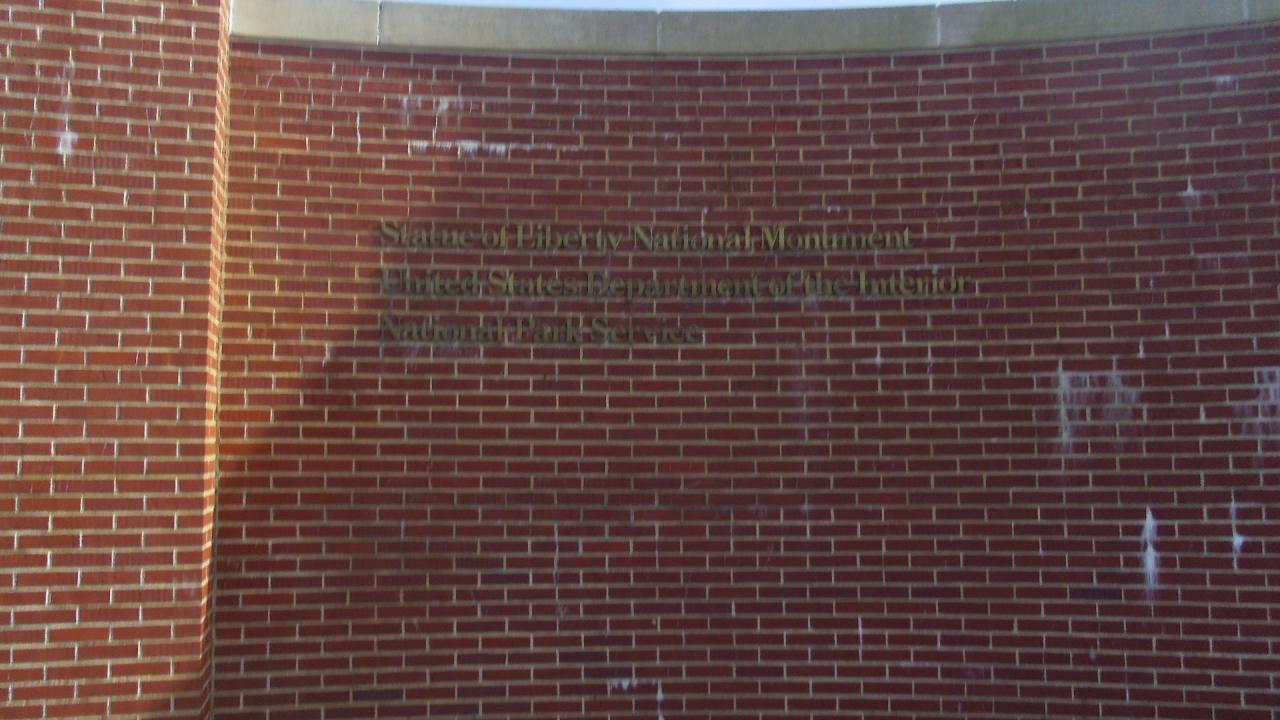 Statue of Liberty National Monument
United States Department of the Interior
National Park Service